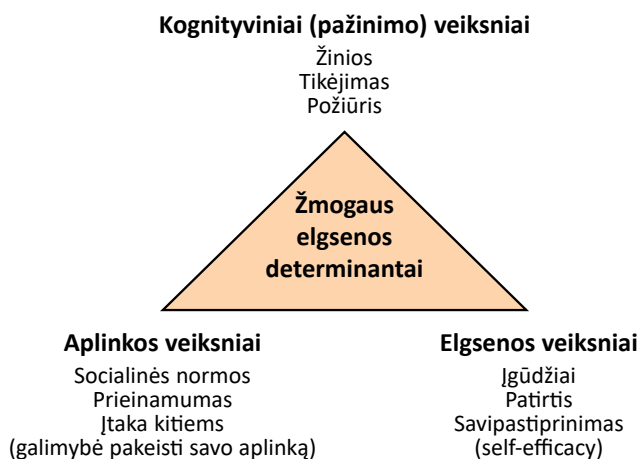 Kognityviniai (pažinimo) veiksniai
Žinios
Tikėjimas
Požiūris
Žmogaus
elgsenos
determinantai
Aplinkos veiksniai
Socialinės normos
Prieinamumas
Įtaka kitiems
(galimybė pakeisti savo aplinką)
Elgsenos veiksniai
Įgūdžiai
Patirtis
Savipastiprinimas
(self-efficacy)